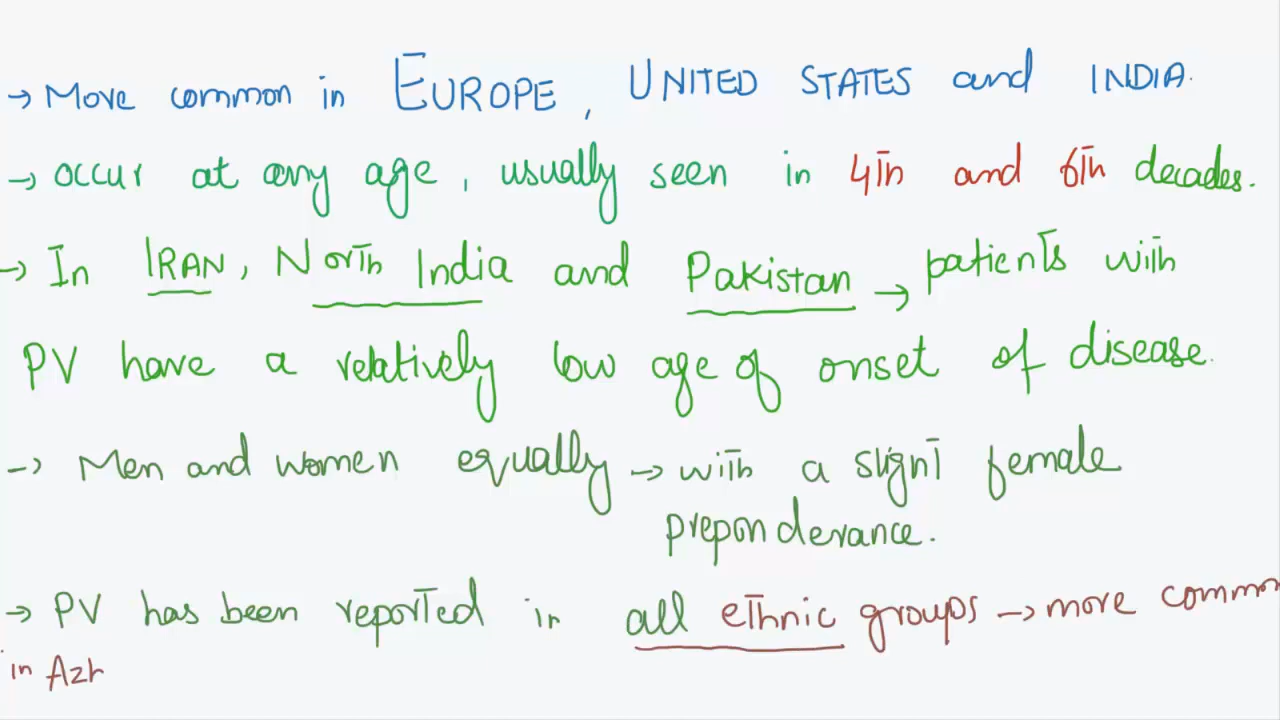 → More common in EUROPE, UNITED STATES and INDIA.
→ occur at any age, usually seen in 4th and 6th decades.
→ In IRAN, North India and Pakistan → patients with
PV have a relatively low age of onset of disease.
→ Men and women equally → with a slight female
preponderance.
→ PV has been reported in all ethnic groups → more common
in Azh